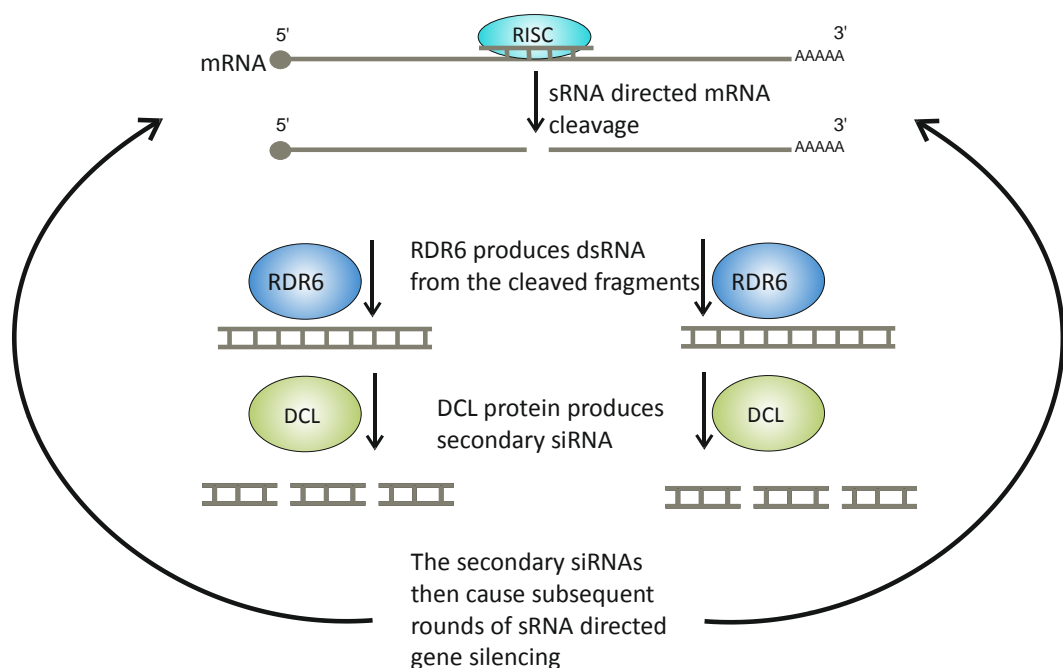 RISC
5'
3'
mRNA
AAAAA
sRNA directed mRNA
cleavage
5'
3'
AAAAA
RDR6 produces dsRNA
from the cleaved fragments
RDR6
RDR6
DCL protein produces
secondary siRNA
DCL
DCL
The secondary siRNAs
then cause subsequent
rounds of sRNA directed
gene silencing